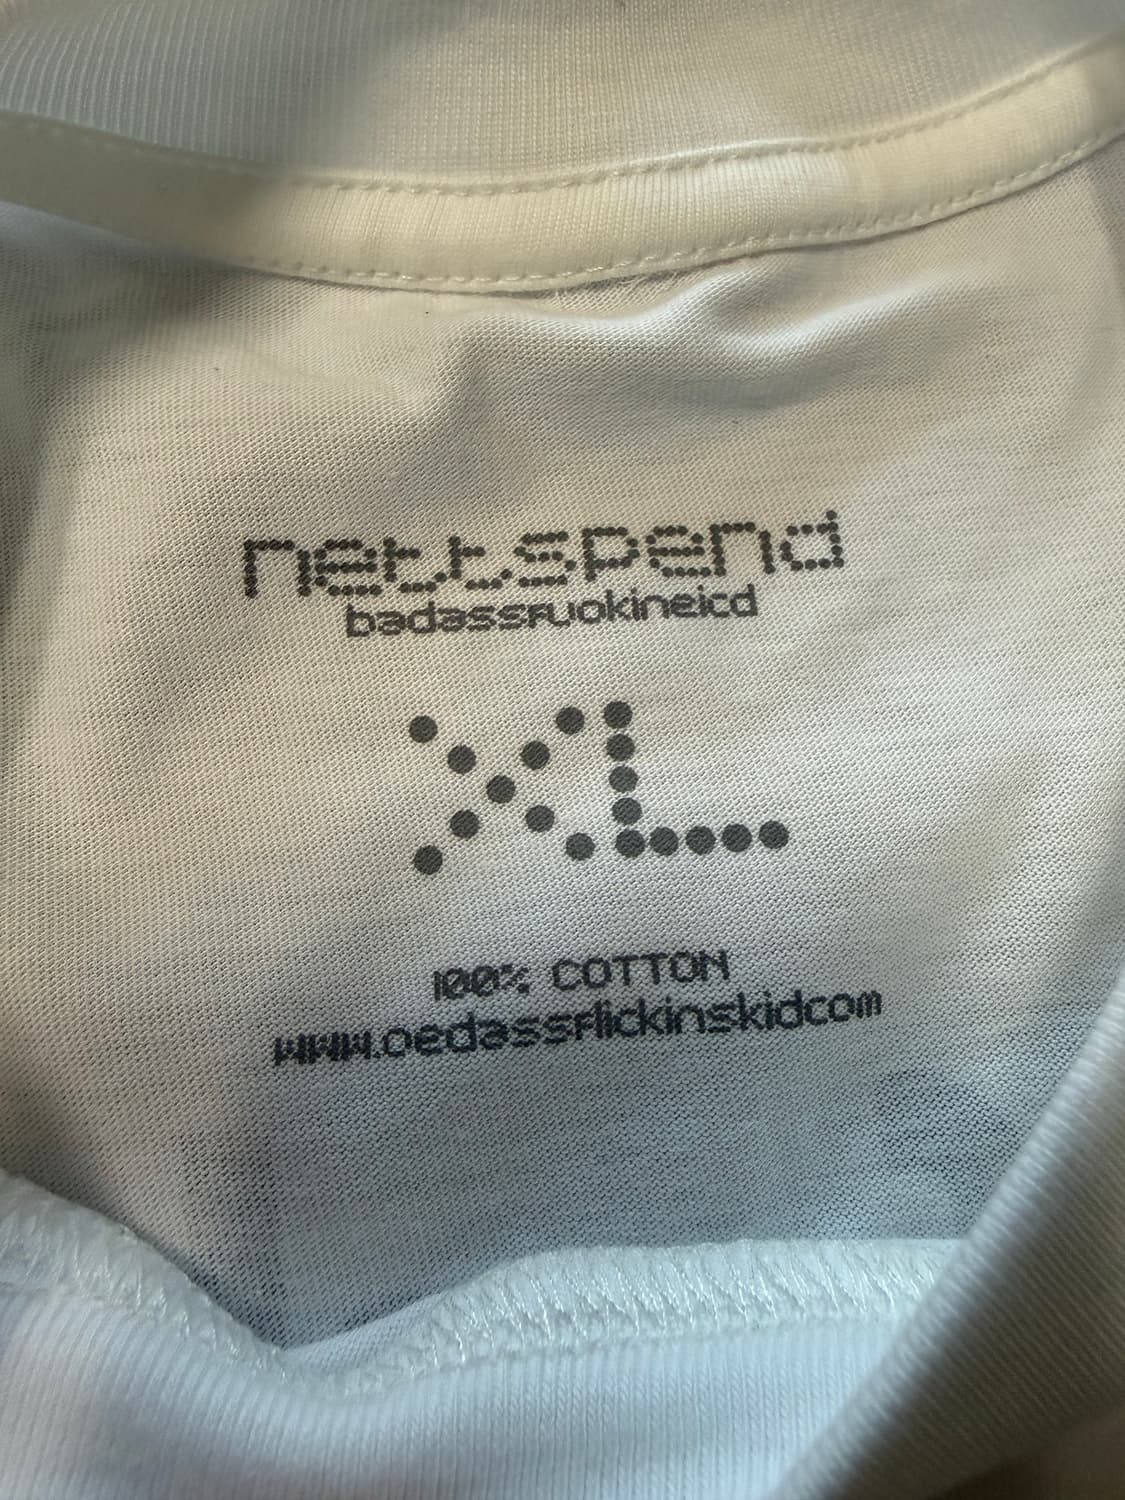 nettspend
badassfuokineicd
XL
100% COTTON
www.oedassflickinskidcom